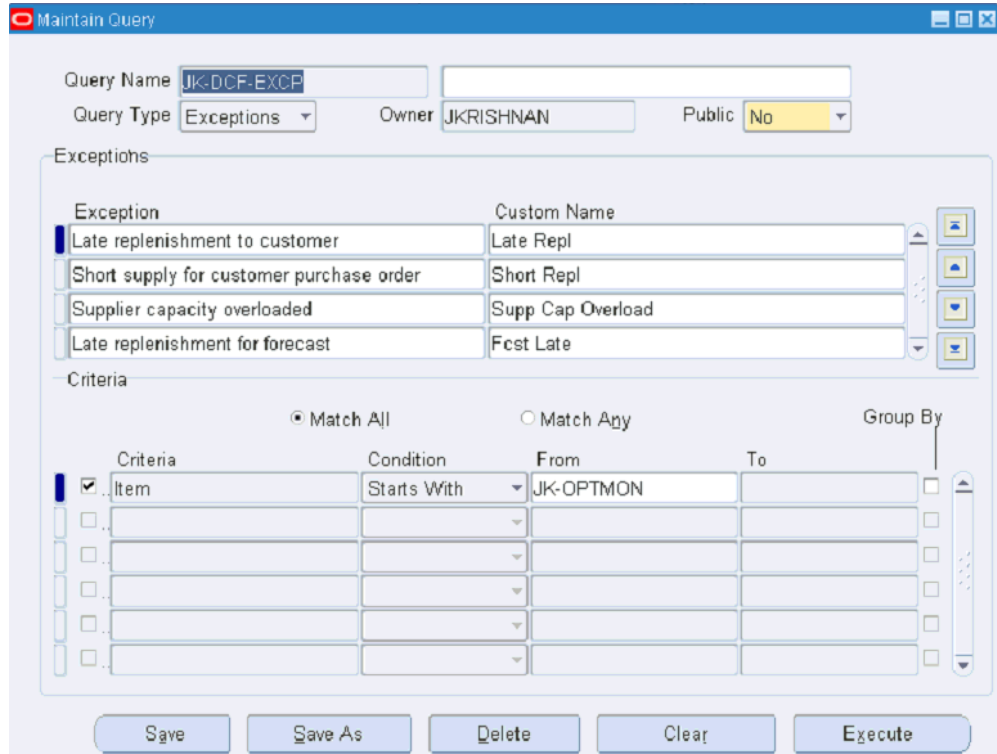 Maintain Query
Query Name JK-DCF-EXCP
Query Type Exceptions Owner JKRISHNAN Public No
Exceptions
Exception Custom Name
Late replenishment to customer Late Repl
Short supply for customer purchase order Short Repl
Supplier capacity overloaded Supp Cap Overload
Late replenishment for forecast Fcst Late
Criteria
Match All Match Any Group By
Criteria Condition From To
Item Starts With JK-OPTMON
Save Save As Delete Clear Execute